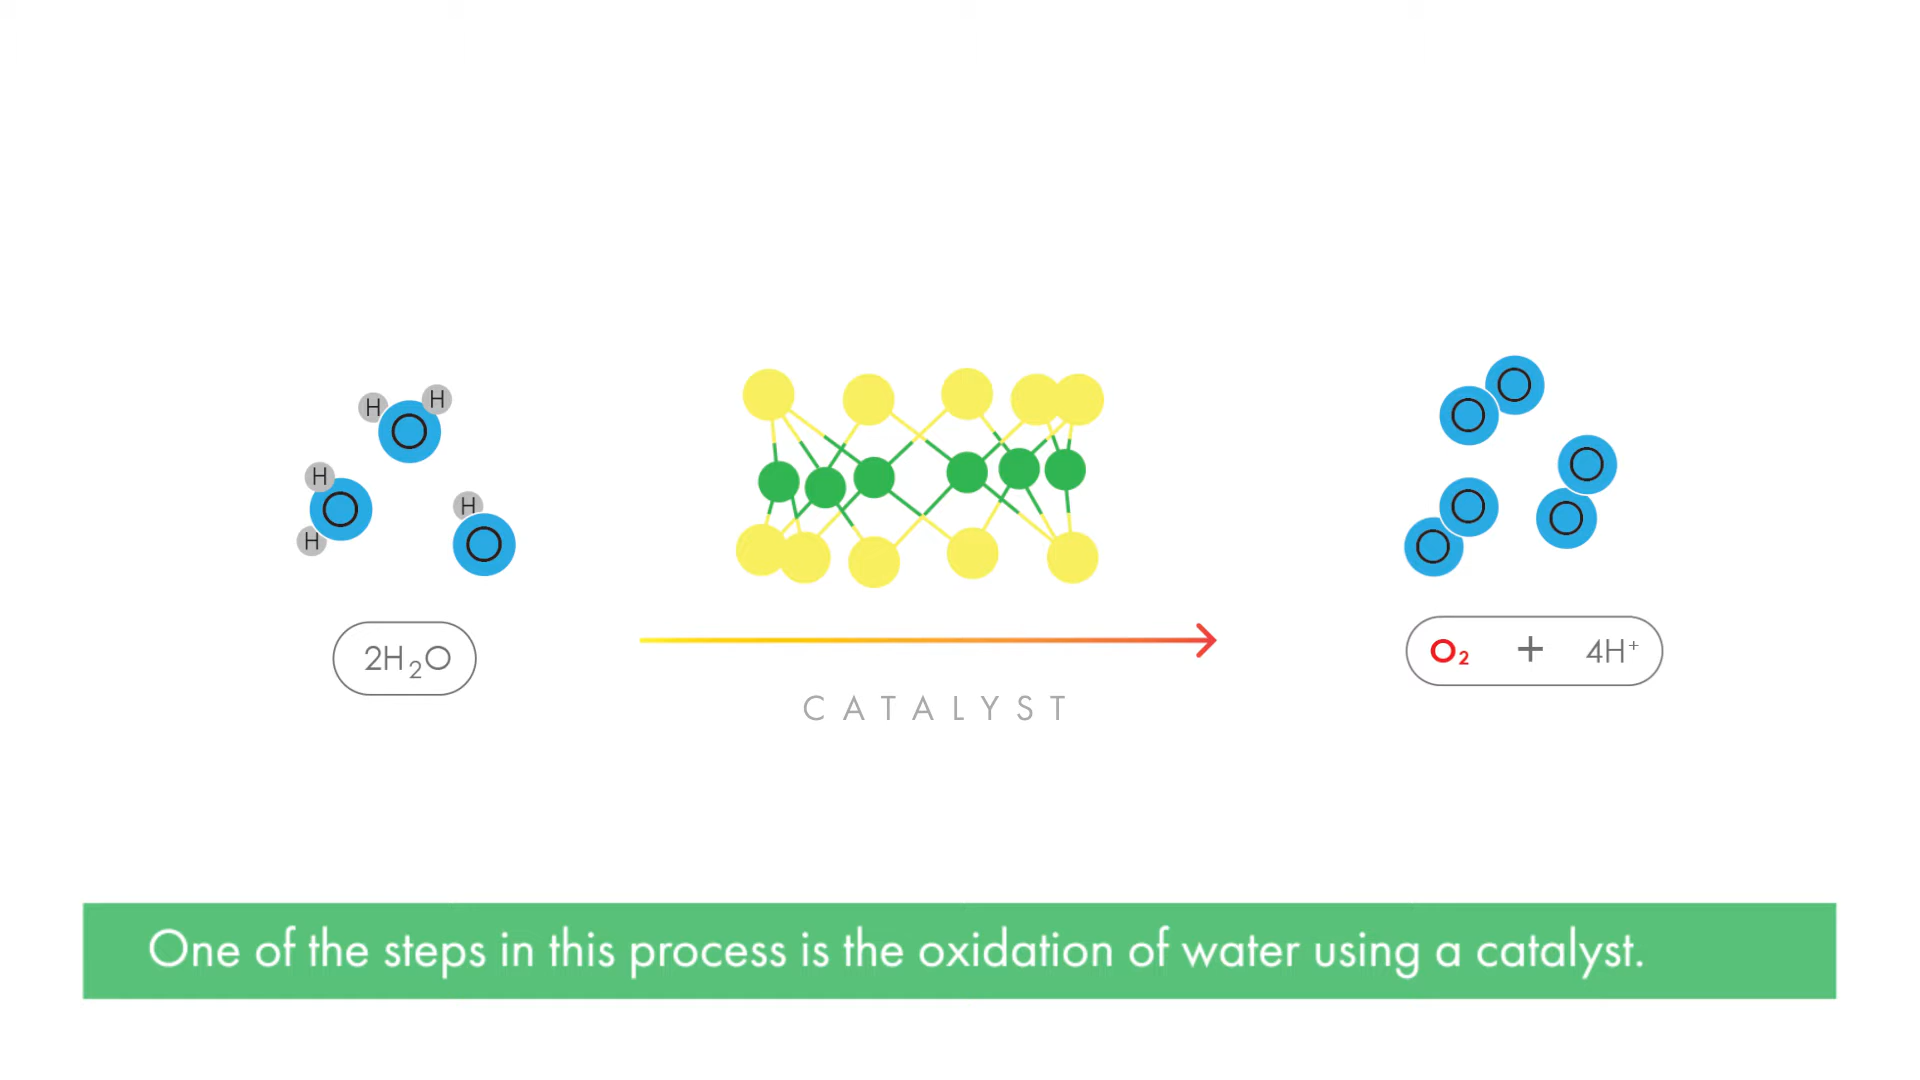 H H
O
H
O
H
H
O
O
O
O
O
O
O
2H₂O
O₂ + 4H⁺
CATALYST
One of the steps in this process is the oxidation of water using a catalyst.